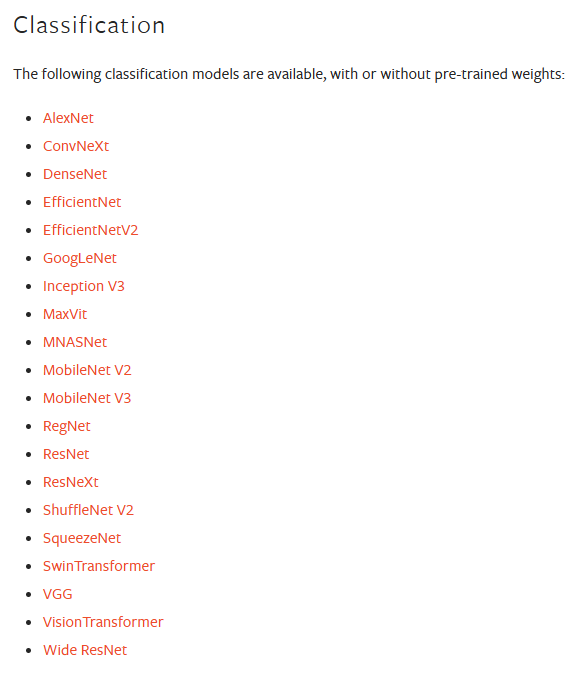 Classification
The following classification models are available, with or without pre-trained weights:
• AlexNet
• ConvNeXt
• DenseNet
• EfficientNet
• EfficientNetV2
• GoogLeNet
• Inception V3
• MaxVit
• MNASNet
• MobileNet V2
• MobileNet V3
• RegNet
• ResNet
• ResNeXt
• ShuffleNet V2
• SqueezeNet
• SwinTransformer
• VGG
• VisionTransformer
• Wide ResNet